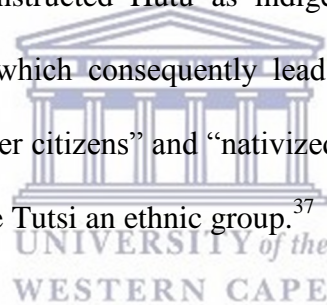 nstructed Hutu as indige
which consequently lead
er citizens” and “nativized
e Tutsi an ethnic group.37
UNIVERSITY of the
WESTERN CAPE